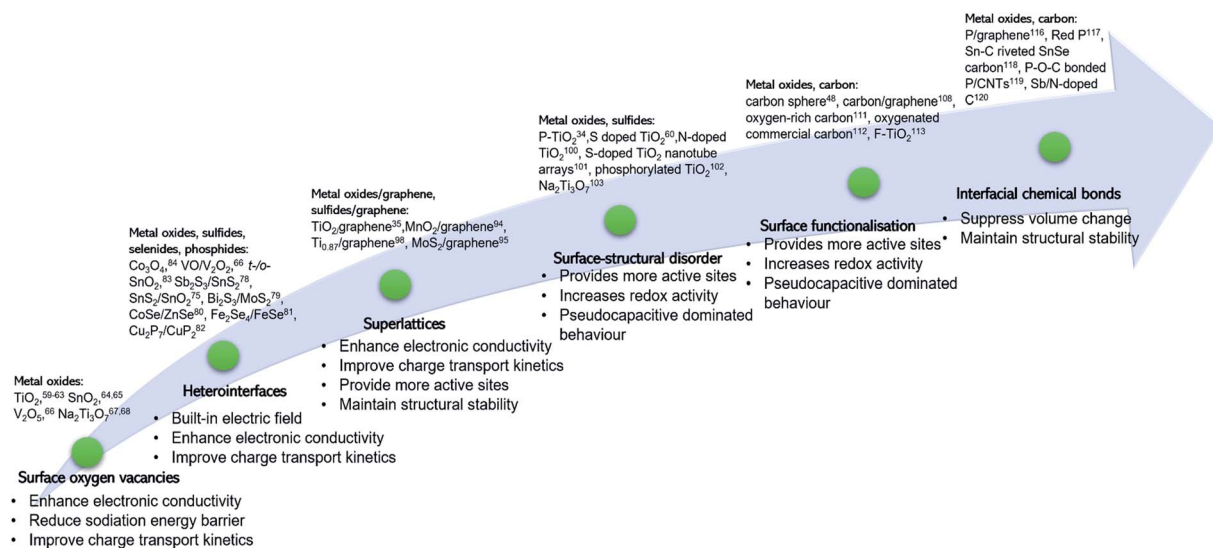 Metal oxides:
TiO₂,⁵⁹⁻⁶³ SnO₂,⁶⁴,⁶⁵
V₂O₅,⁶⁶ Na₂Ti₃O₇⁶⁷,⁶⁸
Surface oxygen vacancies
• Enhance electronic conductivity
• Reduce sodiation energy barrier
• Improve charge transport kinetics
Metal oxides, sulfides,
selenides, phosphides:
Co₃O₄,⁸⁴ VO/V₂O₂,⁶⁶ t-/o-
SnO₂,⁸³ Sb₂S₃/SnS₂⁷⁸,
SnS₂/SnO₂⁷⁵, Bi₂S₃/MoS₂⁷⁹,
CoSe/ZnSe⁸⁰, Fe₂Se₄/FeSe⁸¹,
Cu₂P₇/CuP₂⁸²
Heterointerfaces
• Built-in electric field
• Enhance electronic conductivity
• Improve charge transport kinetics
Metal oxides/graphene,
sulfides/graphene:
TiO₂/graphene³⁵,MnO₂/graphene⁹⁴,
Ti₀.₈₇/graphene⁹⁸, MoS₂/graphene⁹⁵
Superlattices
• Enhance electronic conductivity
• Improve charge transport kinetics
• Provide more active sites
• Maintain structural stability
Metal oxides, sulfides:
P-TiO₂³⁴,S doped TiO₂⁶⁰,N-doped
TiO₂¹⁰⁰, S-doped TiO₂ nanotube
arrays¹⁰¹, phosphorylated TiO₂¹⁰²,
Na₂Ti₃O₇¹⁰³
Surface-structural disorder
• Provides more active sites
• Increases redox activity
• Pseudocapacitive dominated
behaviour
Metal oxides, carbon:
carbon sphere⁴⁸, carbon/graphene¹⁰⁸,
oxygen-rich carbon¹¹¹, oxygenated
commercial carbon¹¹², F-TiO₂¹¹³
Surface functionalisation
• Provides more active sites
• Increases redox activity
• Pseudocapacitive dominated
behaviour
Metal oxides, carbon:
P/graphene¹¹⁶, Red P¹¹⁷,
Sn-C riveted SnSe
carbon¹¹⁸, P-O-C bonded
P/CNTs¹¹⁹, Sb/N-doped
C¹²⁰
Interfacial chemical bonds
• Suppress volume change
• Maintain structural stability